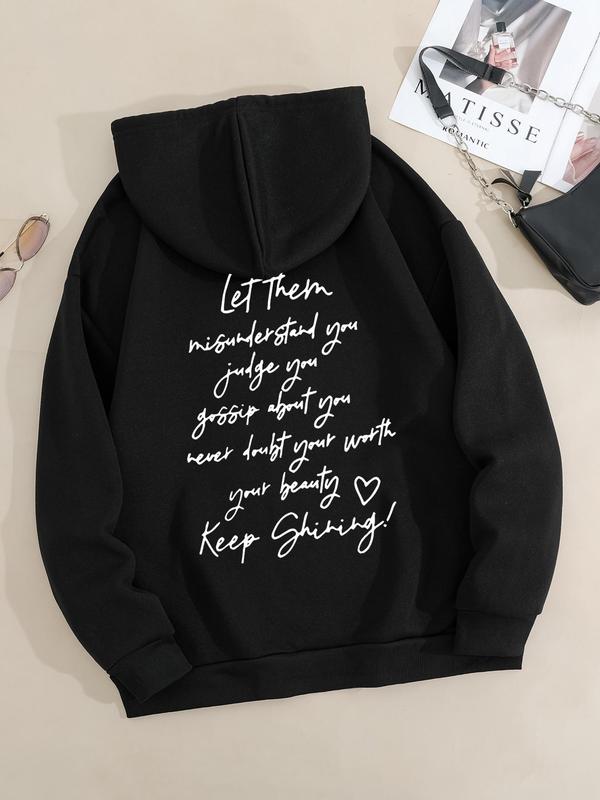 MATISSE
ROMANTIC
Let them
misunderstand you
judge you
gossip about you
never doubt your worth
your beauty ♡
Keep Shining!